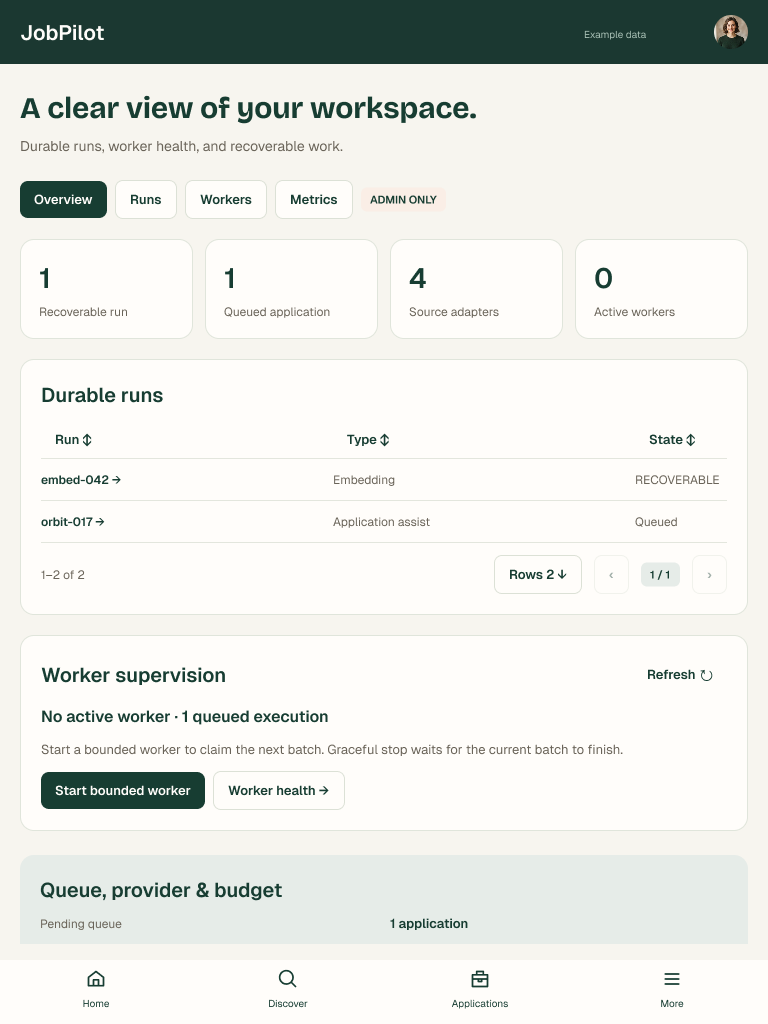 JobPilot
Example data
A clear view of your workspace.
Durable runs, worker health, and recoverable work.
Overview
Runs
Workers
Metrics
ADMIN ONLY
1
Recoverable run
1
Queued application
4
Source adapters
0
Active workers
Durable runs
Run ↕ Type ↕ State ↕
embed-042 → Embedding RECOVERABLE
orbit-017 → Application assist Queued
1–2 of 2 Rows 2 ↓ ‹ 1 / 1 ›
Worker supervision
Refresh ↻
No active worker · 1 queued execution
Start a bounded worker to claim the next batch. Graceful stop waits for the current batch to finish.
Start bounded worker
Worker health →
Queue, provider & budget
Pending queue 1 application
Home
Discover
Applications
More